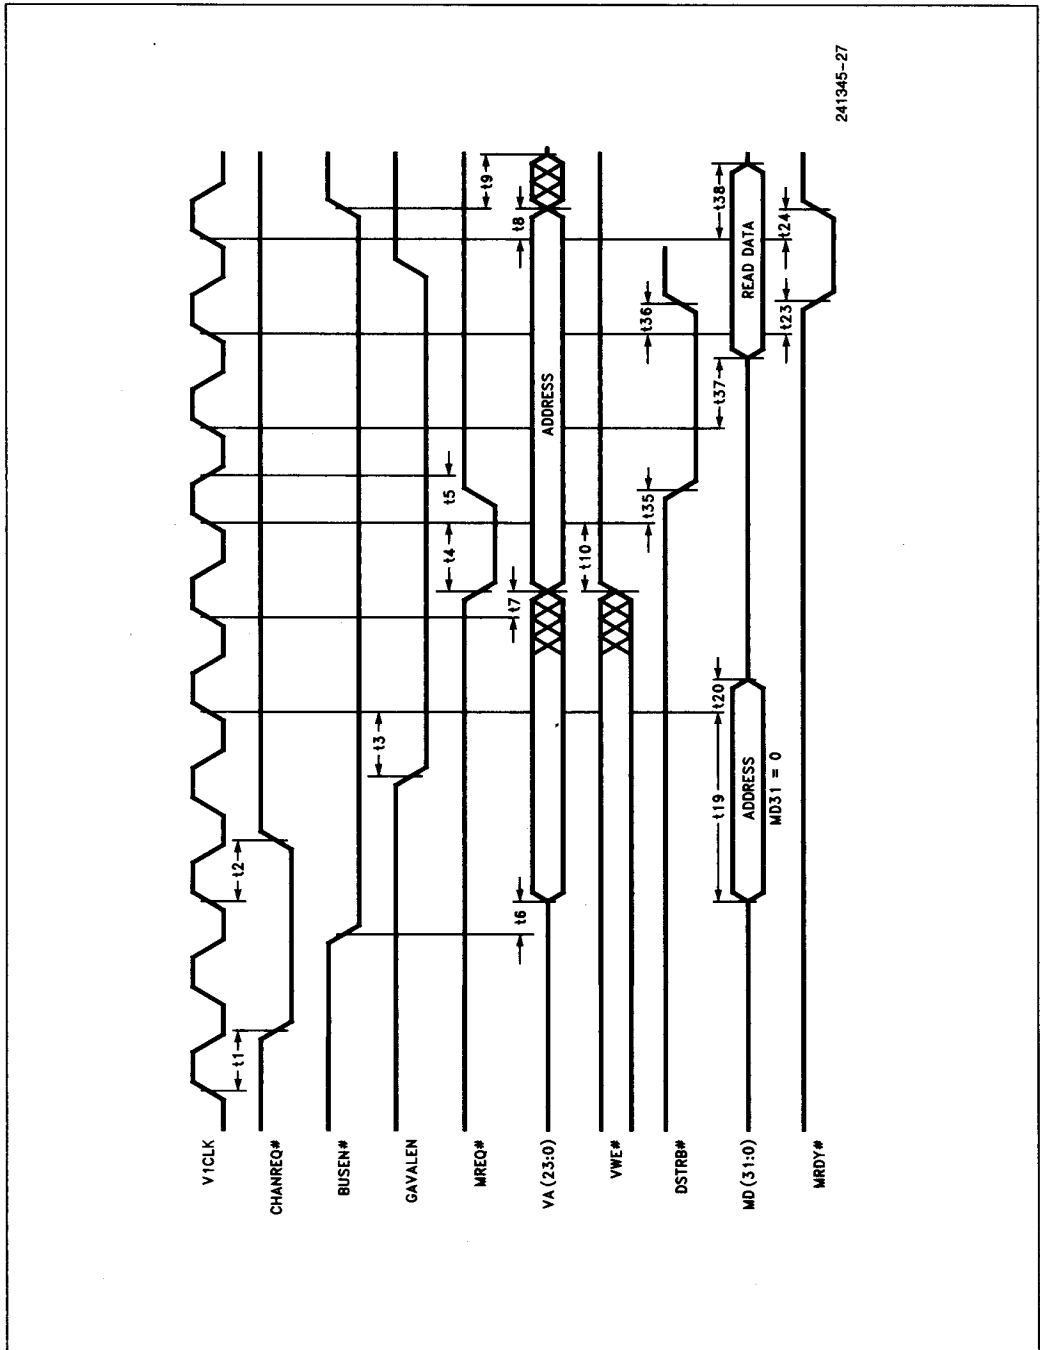 241345-27
V1CLK
t1
t2
CHANREQ#
BUSEN#
GAVALEN
t3
MREQ#
t4
t5
t9
VA (23:0)
t6
t7
ADDRESS
t8
VWE#
t10
DSTRB#
t35
t36
MD (31:0)
t19
t20
ADDRESS
MD31 = 0
t37
READ DATA
t38
MRDY#
t23
t24